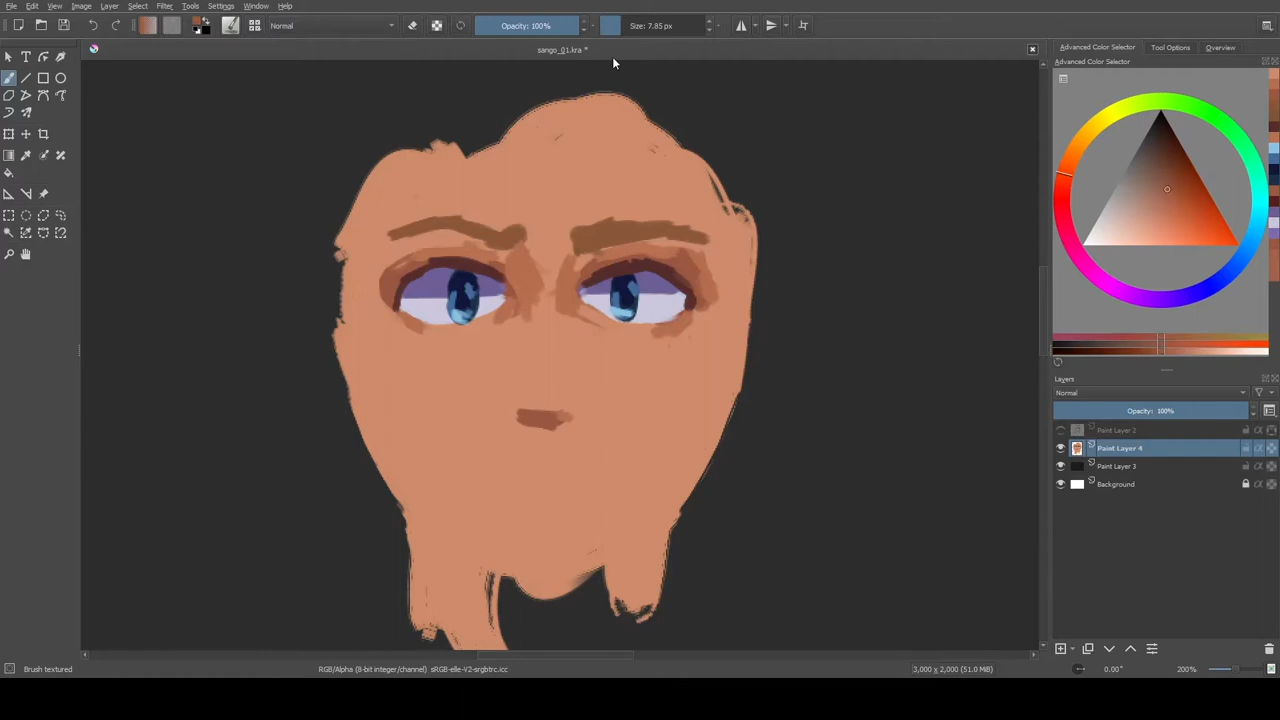 File Edit View Image Layer Select Filter Tools Settings Window Help
Normal Opacity: 100% Size: 7.85 px
sango_01.kra *
Advanced Color Selector Tool Options Overview
Advanced Color Selector
Layers
Normal
Opacity: 100%
Paint Layer 2
Paint Layer 4
Paint Layer 3
Background
Brush textured RGB/Alpha (8-bit integer/channel) sRGB-elle-V2-srgbtrc.icc 3,000 x 2,000 (51.0 MiB) 0.00° 200%